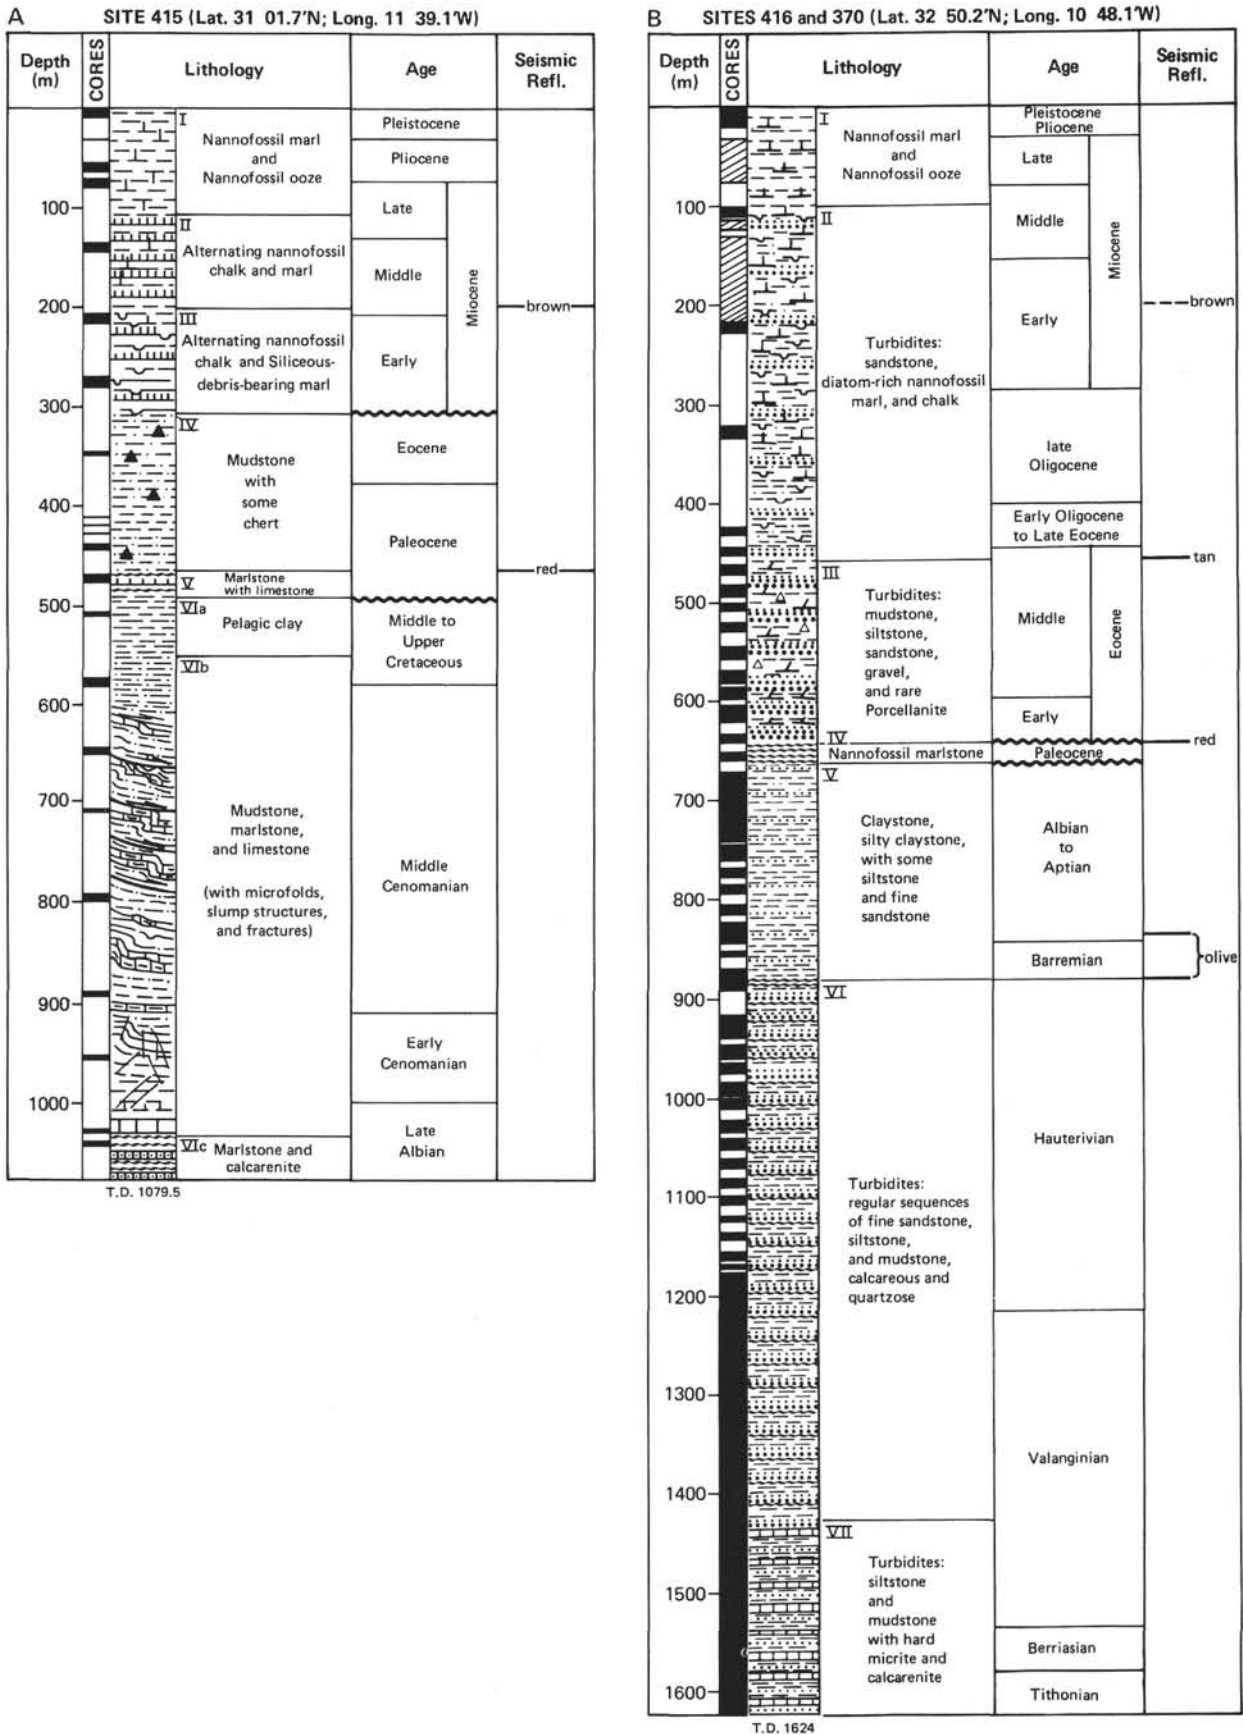 A SITE 415 (Lat. 31 01.7'N; Long. 11 39.1'W)
Depth (m)
CORES
Lithology
Age
Seismic Refl.
100
200
300
400
500
600
700
800
900
1000
I
Nannofossil marl
and
Nannofossil ooze
II
Alternating nannofossil
chalk and marl
III
Alternating nannofossil
chalk and Siliceous-
debris-bearing marl
IV
Mudstone
with
some
chert
V
Marlstone
with limestone
VIa
Pelagic clay
VIb
Mudstone,
marlstone,
and limestone
(with microfolds,
slump structures,
and fractures)
VIc
Marlstone and
calcarenite
Pleistocene
Pliocene
Late
Middle
Early
Miocene
Eocene
Paleocene
Middle to
Upper
Cretaceous
Middle
Cenomanian
Early
Cenomanian
Late
Albian
brown
red
T.D. 1079.5
B SITES 416 and 370 (Lat. 32 50.2'N; Long. 10 48.1'W)
Depth
(m)
CORES
Lithology
Age
Seismic
Refl.
100
200
300
400
500
600
700
800
900
1000
1100
1200
1300
1400
1500
1600
I
Nannofossil marl
and
Nannofossil ooze
II
Turbidites:
sandstone,
diatom-rich nannofossil
marl, and chalk
III
Turbidites:
mudstone,
siltstone,
sandstone,
gravel,
and rare
Porcellanite
IV
Nannofossil marlstone
V
Claystone,
silty claystone,
with some
siltstone
and fine
sandstone
VI
Turbidites:
regular sequences
of fine sandstone,
siltstone,
and mudstone,
calcareous and
quartzose
VII
Turbidites:
siltstone
and
mudstone
with hard
micrite and
calcarenite
Pleistocene
Pliocene
Late
Middle
Early
Miocene
late
Oligocene
Early Oligocene
to Late Eocene
Middle
Early
Eocene
Paleocene
Albian
to
Aptian
Barremian
Hauterivian
Valanginian
Berriasian
Tithonian
brown
tan
red
olive
T.D. 1624